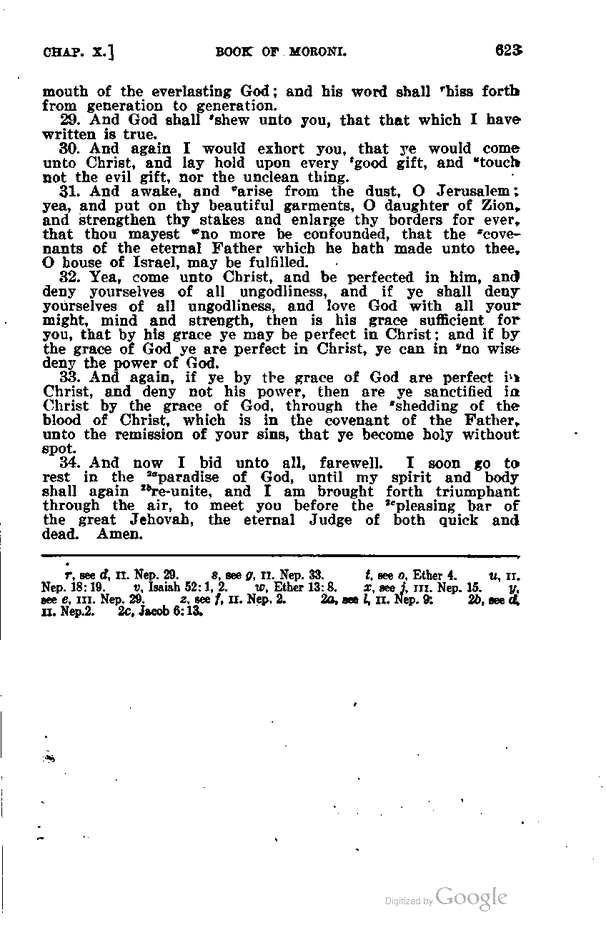 CHAP. X.] BOOK OF MORONI. 623
mouth of the everlasting God; and his word shall ʳhiss forth
from generation to generation.
29. And God shall ˢshew unto you, that that which I have
written is true.
30. And again I would exhort you, that ye would come
unto Christ, and lay hold upon every ᵗgood gift, and ᵘtouch
not the evil gift, nor the unclean thing.
31. And awake, and ᵛarise from the dust, O Jerusalem;
yea, and put on thy beautiful garments, O daughter of Zion,
and strengthen thy stakes and enlarge thy borders for ever,
that thou mayest ʷno more be confounded, that the ˣcove-
nants of the eternal Father which he hath made unto thee,
O house of Israel, may be fulfilled.
32. Yea, come unto Christ, and be perfected in him, and
deny yourselves of all ungodliness, and if ye shall deny
yourselves of all ungodliness, and love God with all your
might, mind and strength, then is his grace sufficient for
you, that by his grace ye may be perfect in Christ; and if by
the grace of God ye are perfect in Christ, ye can in ʸno wise
deny the power of God.
33. And again, if ye by the grace of God are perfect in
Christ, and deny not his power, then are ye sanctified in
Christ by the grace of God, through the ᶻshedding of the
blood of Christ, which is in the covenant of the Father,
unto the remission of your sins, that ye become holy without
spot.
34. And now I bid unto all, farewell. I soon go to
rest in the ²ᵃparadise of God, until my spirit and body
shall again ²ᵇre-unite, and I am brought forth triumphant
through the air, to meet you before the ²ᶜpleasing bar of
the great Jehovah, the eternal Judge of both quick and
dead. Amen.
r, see d, II. Nep. 29. s, see g, II. Nep. 33. t, see o, Ether 4. u, II.
Nep. 18: 19. v, Isaiah 52: 1, 2. w, Ether 13: 8. x, see j, III. Nep. 15. y,
see e, III. Nep. 29. z, see f, II. Nep. 2. 2a, see l, II. Nep. 9. 2b, see d,
II. Nep.2. 2c, Jacob 6: 13.
Digitized by Google